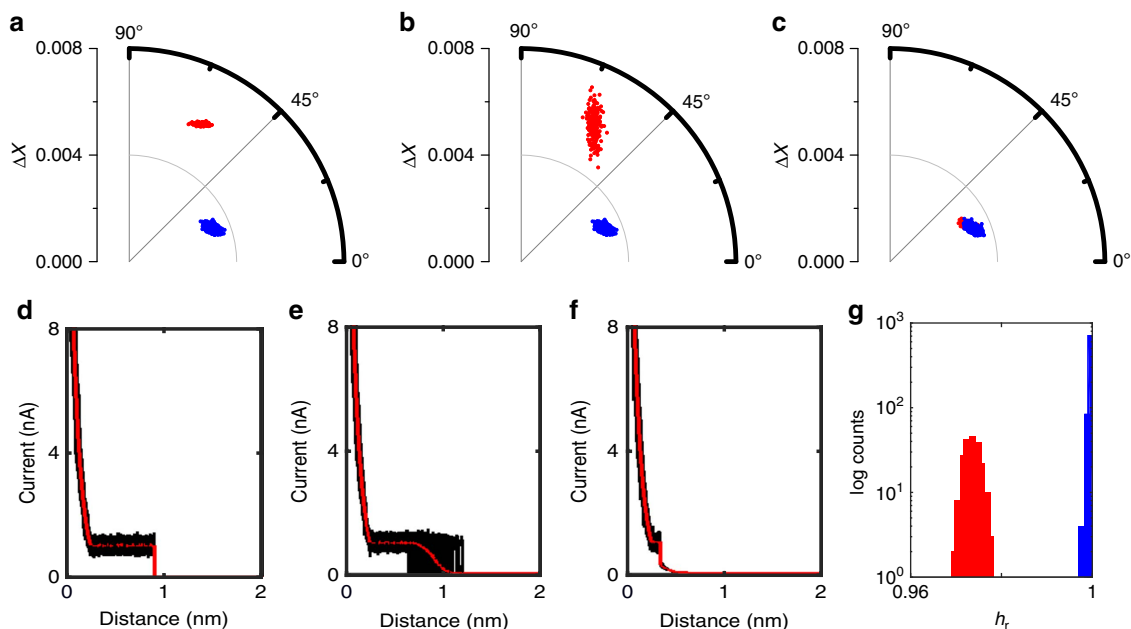 a
90°
0.008
45°
ΔX
0.004
0.000
0°
b
90°
0.008
45°
ΔX
0.004
0.000
0°
c
90°
0.008
45°
ΔX
0.004
0.000
0°
d
8
Current (nA)
4
0
0 1 2
Distance (nm)
e
8
Current (nA)
4
0
0 1 2
Distance (nm)
f
8
Current (nA)
4
0
0 1 2
Distance (nm)
g
10³
10²
log counts
10¹
10⁰
0.96 1
hᵣ